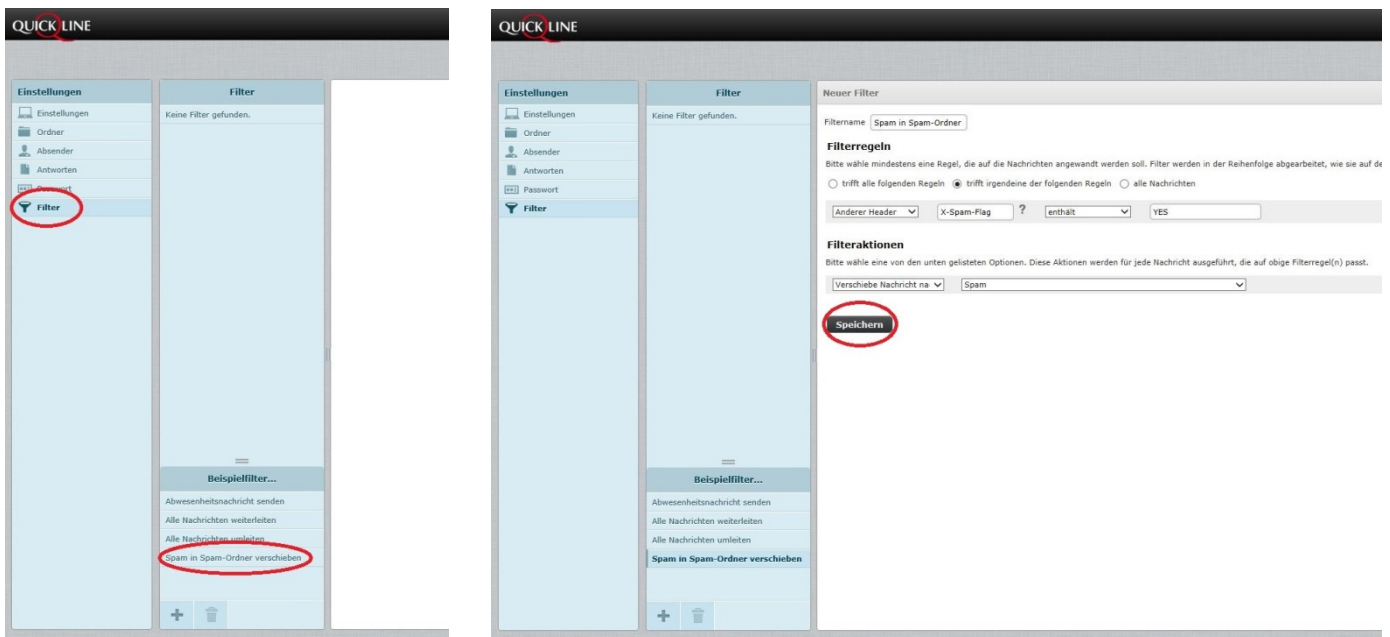 QUICKLINE
Einstellungen
Einstellungen
Ordner
Absender
Antworten
Passwort
Filter
Filter
Keine Filter gefunden.
Beispielfilter...
Abwesenheitsnachricht senden
Alle Nachrichten weiterleiten
Alle Nachrichten umleiten
Spam in Spam-Ordner verschieben
QUICKLINE
Einstellungen
Einstellungen
Ordner
Absender
Antworten
Passwort
Filter
Filter
Keine Filter gefunden.
Beispielfilter...
Abwesenheitsnachricht senden
Alle Nachrichten weiterleiten
Alle Nachrichten umleiten
Spam in Spam-Ordner verschieben
Neuer Filter
Filtername Spam in Spam-Ordner
Filterregeln
Bitte wähle mindestens eine Regel, die auf die Nachrichten angewandt werden soll. Filter werden in der Reihenfolge abgearbeitet, wie sie auf de
trifft alle folgenden Regeln trifft irgendeine der folgenden Regeln alle Nachrichten
Anderer Header X-Spam-Flag ? enthält YES
Filteraktionen
Bitte wähle eine von den unten gelisteten Optionen. Diese Aktionen werden für jede Nachricht ausgeführt, die auf obige Filterregel(n) passt.
Verschiebe Nachricht na Spam
Speichern